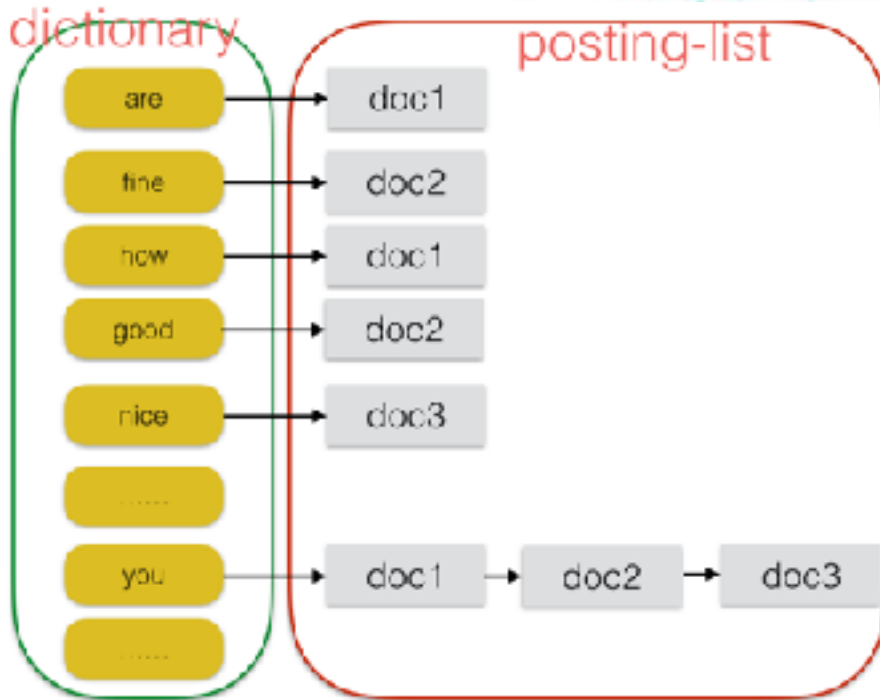 dictionary posting-list
are doc1
fine doc2
how doc1
good doc2
nice doc3
......
you doc1 doc2 doc3
......